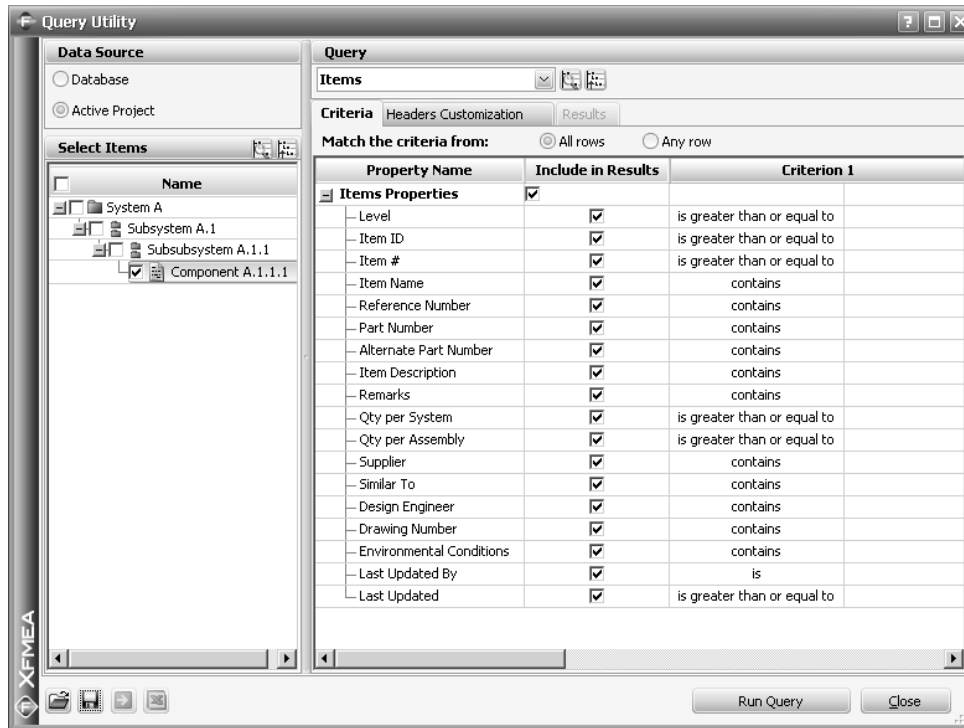 Query Utility
Data Source
Database
Active Project
Select Items
Name
System A
Subsystem A.1
Subsubsystem A.1.1
Component A.1.1.1
Query
Items
Criteria Headers Customization Results
Match the criteria from: All rows Any row
Property Name Include in Results Criterion 1
Items Properties
Level is greater than or equal to
Item ID is greater than or equal to
Item # is greater than or equal to
Item Name contains
Reference Number contains
Part Number contains
Alternate Part Number contains
Item Description contains
Remarks contains
Qty per System is greater than or equal to
Qty per Assembly is greater than or equal to
Supplier contains
Similar To contains
Design Engineer contains
Drawing Number contains
Environmental Conditions contains
Last Updated By is
Last Updated is greater than or equal to
XFMEA
Run Query Close